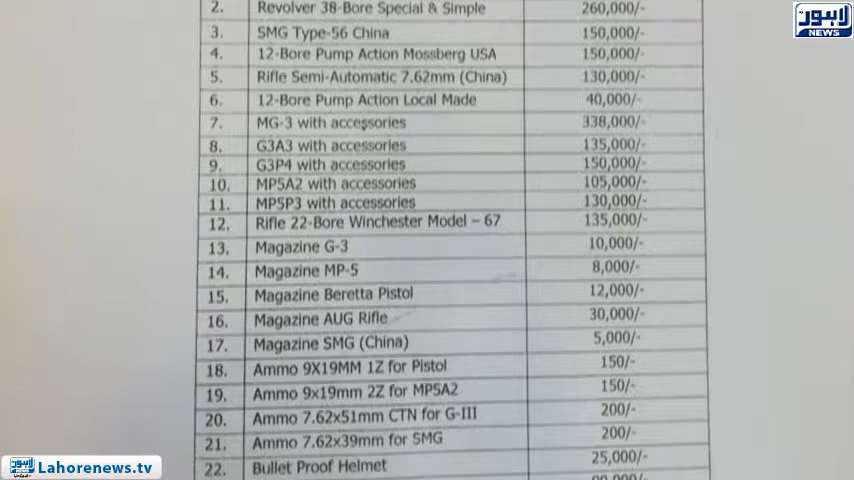 2. Revolver 38-Bore Special & Simple 260,000/-
لاہور
NEWS
3. SMG Type-56 China 150,000/-
4. 12-Bore Pump Action Mossberg USA 150,000/-
5. Rifle Semi-Automatic 7.62mm (China) 130,000/-
6. 12-Bore Pump Action Local Made 40,000/-
7. MG-3 with accessories 338,000/-
8. G3A3 with accessories 135,000/-
9. G3P4 with accessories 150,000/-
10. MP5A2 with accessories 105,000/-
11. MP5P3 with accessories 130,000/-
12. Rifle 22-Bore Winchester Model – 67 135,000/-
13. Magazine G-3 10,000/-
14. Magazine MP-5 8,000/-
15. Magazine Beretta Pistol 12,000/-
16. Magazine AUG Rifle 30,000/-
17. Magazine SMG (China) 5,000/-
18. Ammo 9X19MM 1Z for Pistol 150/-
19. Ammo 9x19mm 2Z for MP5A2 150/-
20. Ammo 7.62x51mm CTN for G-III 200/-
21. Ammo 7.62x39mm for SMG 200/-
22. Bullet Proof Helmet 25,000/-
Lahorenews.tv